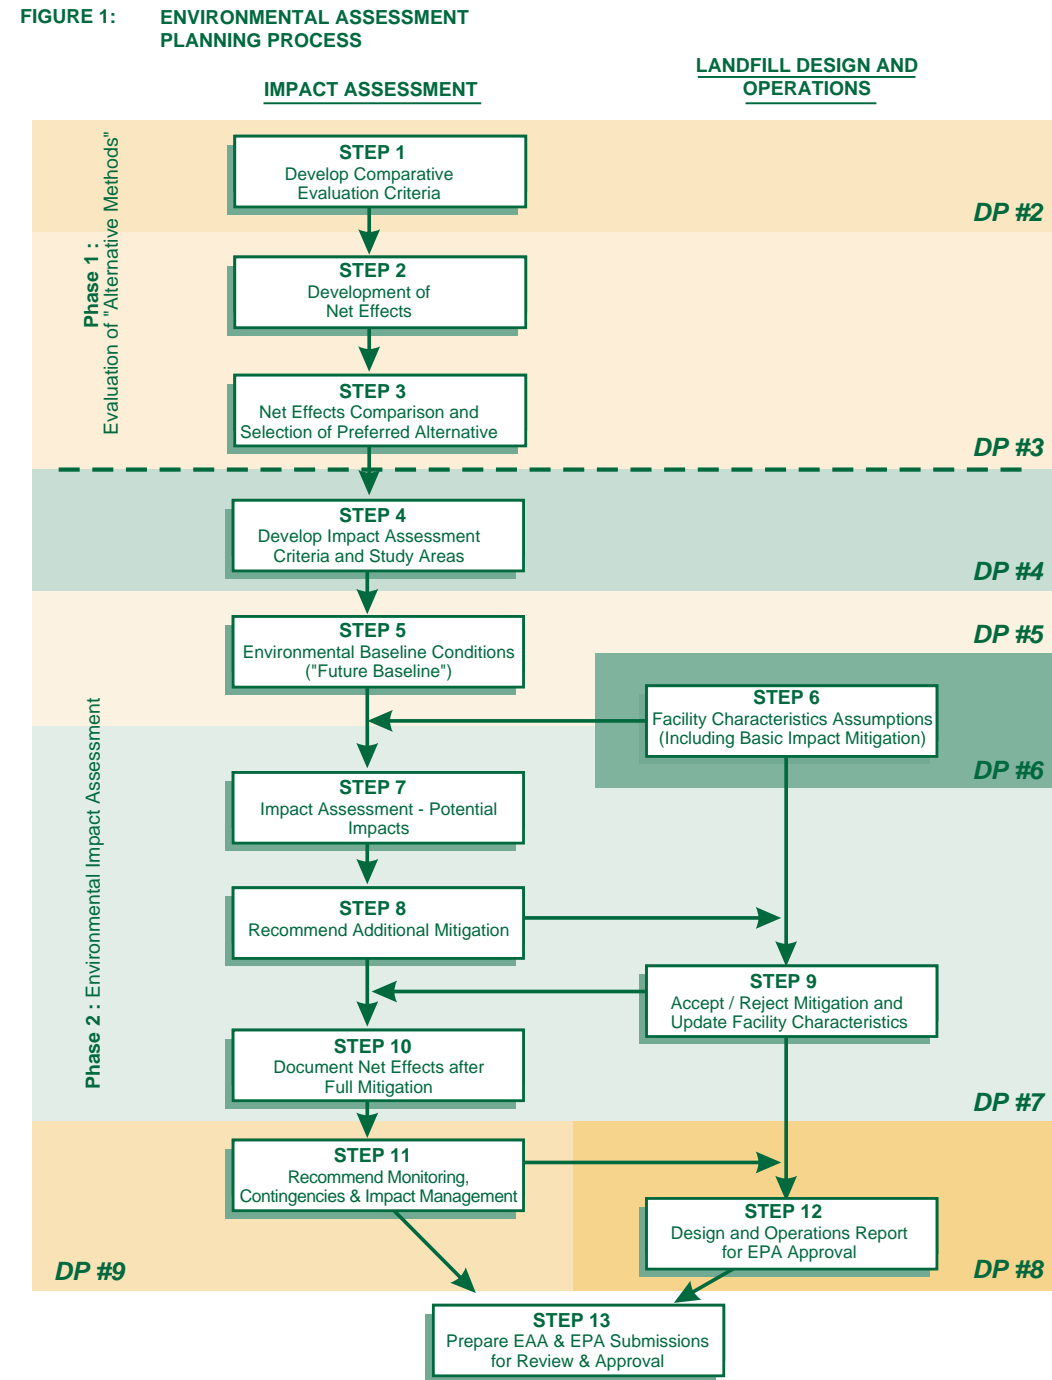 FIGURE 1: ENVIRONMENTAL ASSESSMENT
PLANNING PROCESS
IMPACT ASSESSMENT
LANDFILL DESIGN AND
OPERATIONS
Phase 1 :
Evaluation of "Alternative Methods"
STEP 1
Develop Comparative
Evaluation Criteria
DP #2
STEP 2
Development of
Net Effects
STEP 3
Net Effects Comparison and
Selection of Preferred Alternative
DP #3
STEP 4
Develop Impact Assessment
Criteria and Study Areas
DP #4
Phase 2 : Environmental Impact Assessment
STEP 5
Environmental Baseline Conditions
("Future Baseline")
DP #5
STEP 6
Facility Characteristics Assumptions
(Including Basic Impact Mitigation)
DP #6
STEP 7
Impact Assessment - Potential
Impacts
STEP 8
Recommend Additional Mitigation
STEP 9
Accept / Reject Mitigation and
Update Facility Characteristics
STEP 10
Document Net Effects after
Full Mitigation
DP #7
STEP 11
Recommend Monitoring,
Contingencies & Impact Management
STEP 12
Design and Operations Report
for EPA Approval
DP #9
DP #8
STEP 13
Prepare EAA & EPA Submissions
for Review & Approval